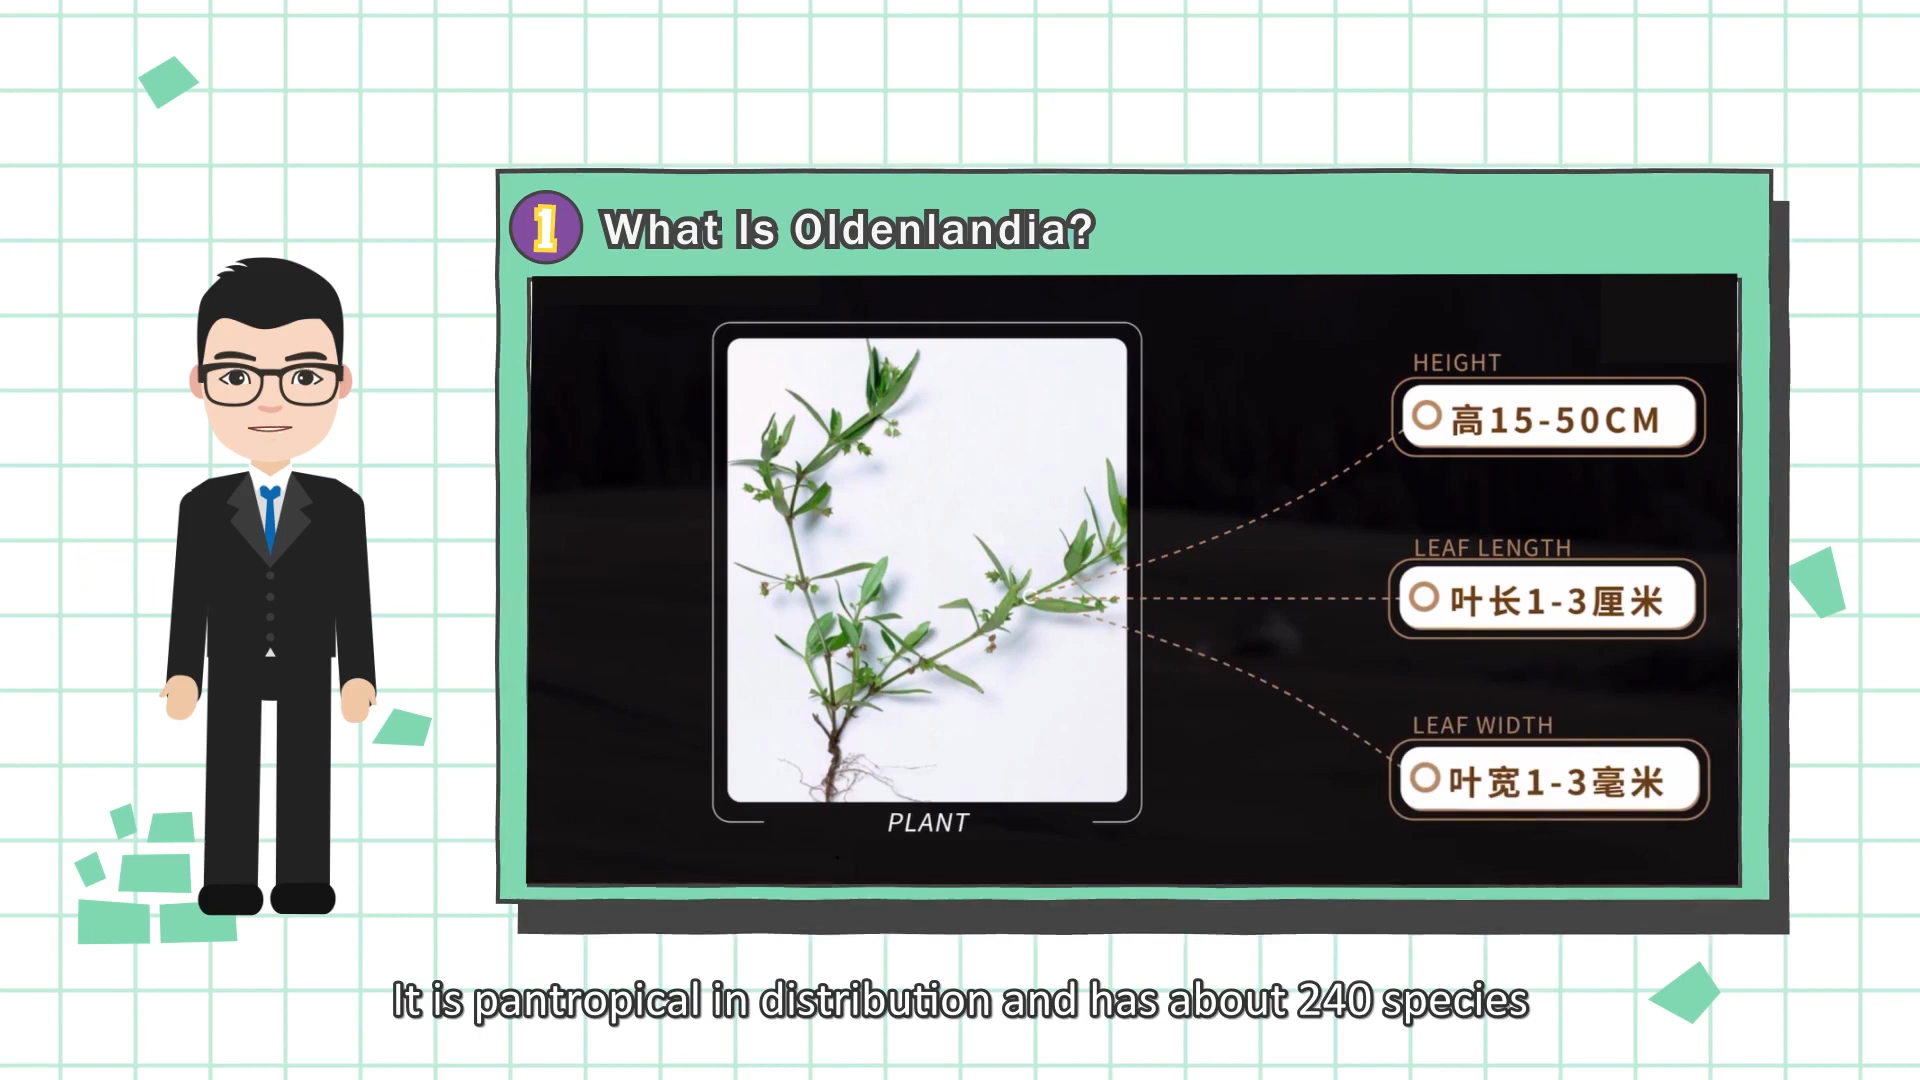 1 What Is Oldenlandia?
HEIGHT
高15-50CM
LEAF LENGTH
叶长1-3厘米
LEAF WIDTH
叶宽1-3毫米
PLANT
It is pantropical in distribution and has about 240 species